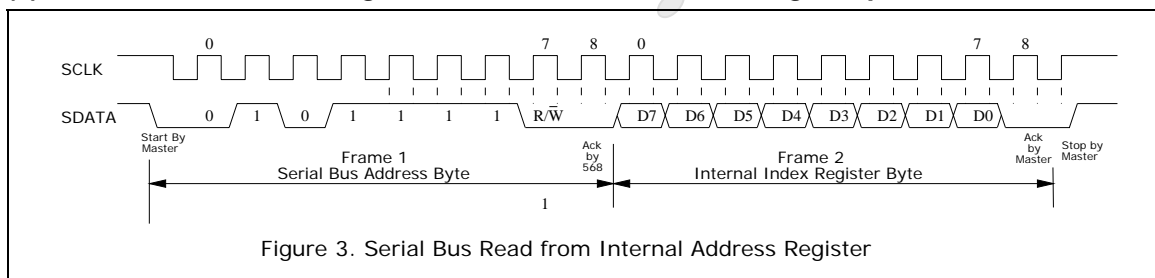 0 7 8 0 7 8
SCLK
SDATA 0 1 0 1 1 1 1 R/W̅ D7 D6 D5 D4 D3 D2 D1 D0
Start By
Master
Ack
by
568
Ack
by
Master
Stop by
Master
Frame 1
Serial Bus Address Byte
Frame 2
Internal Index Register Byte
1
Figure 3. Serial Bus Read from Internal Address Register